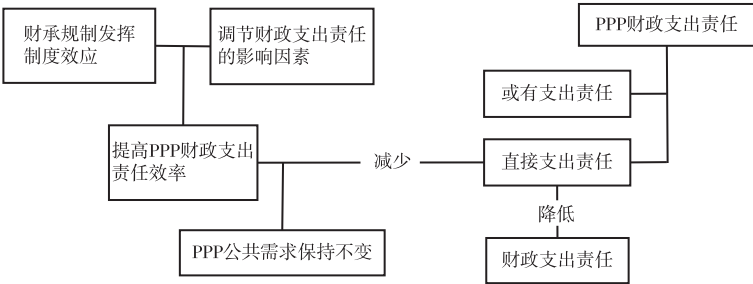 财承规制发挥
制度效应
调节财政支出责任
的影响因素
PPP财政支出责任
或有支出责任
提高PPP财政支出
责任效率
减少
直接支出责任
降低
PPP公共需求保持不变
财政支出责任